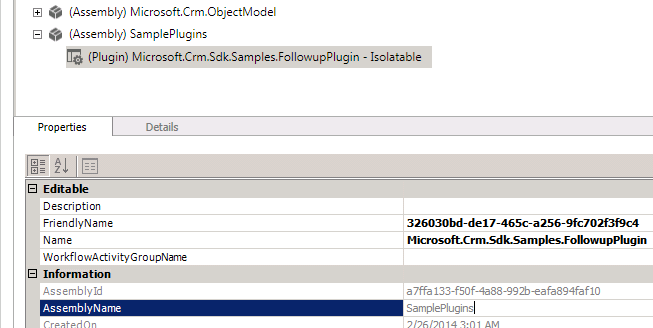 (Assembly) Microsoft.Crm.ObjectModel
(Assembly) SamplePlugins
(Plugin) Microsoft.Crm.Sdk.Samples.FollowupPlugin - Isolatable
Properties Details
Editable
Description
FriendlyName 326030bd-de17-465c-a256-9fc702f3f9c4
Name Microsoft.Crm.Sdk.Samples.FollowupPlugin
WorkflowActivityGroupName
Information
AssemblyId a7ffa133-f50f-4a88-992b-eafa894faf10
AssemblyName SamplePlugins
CreatedOn 2/26/2014 3:01 AM